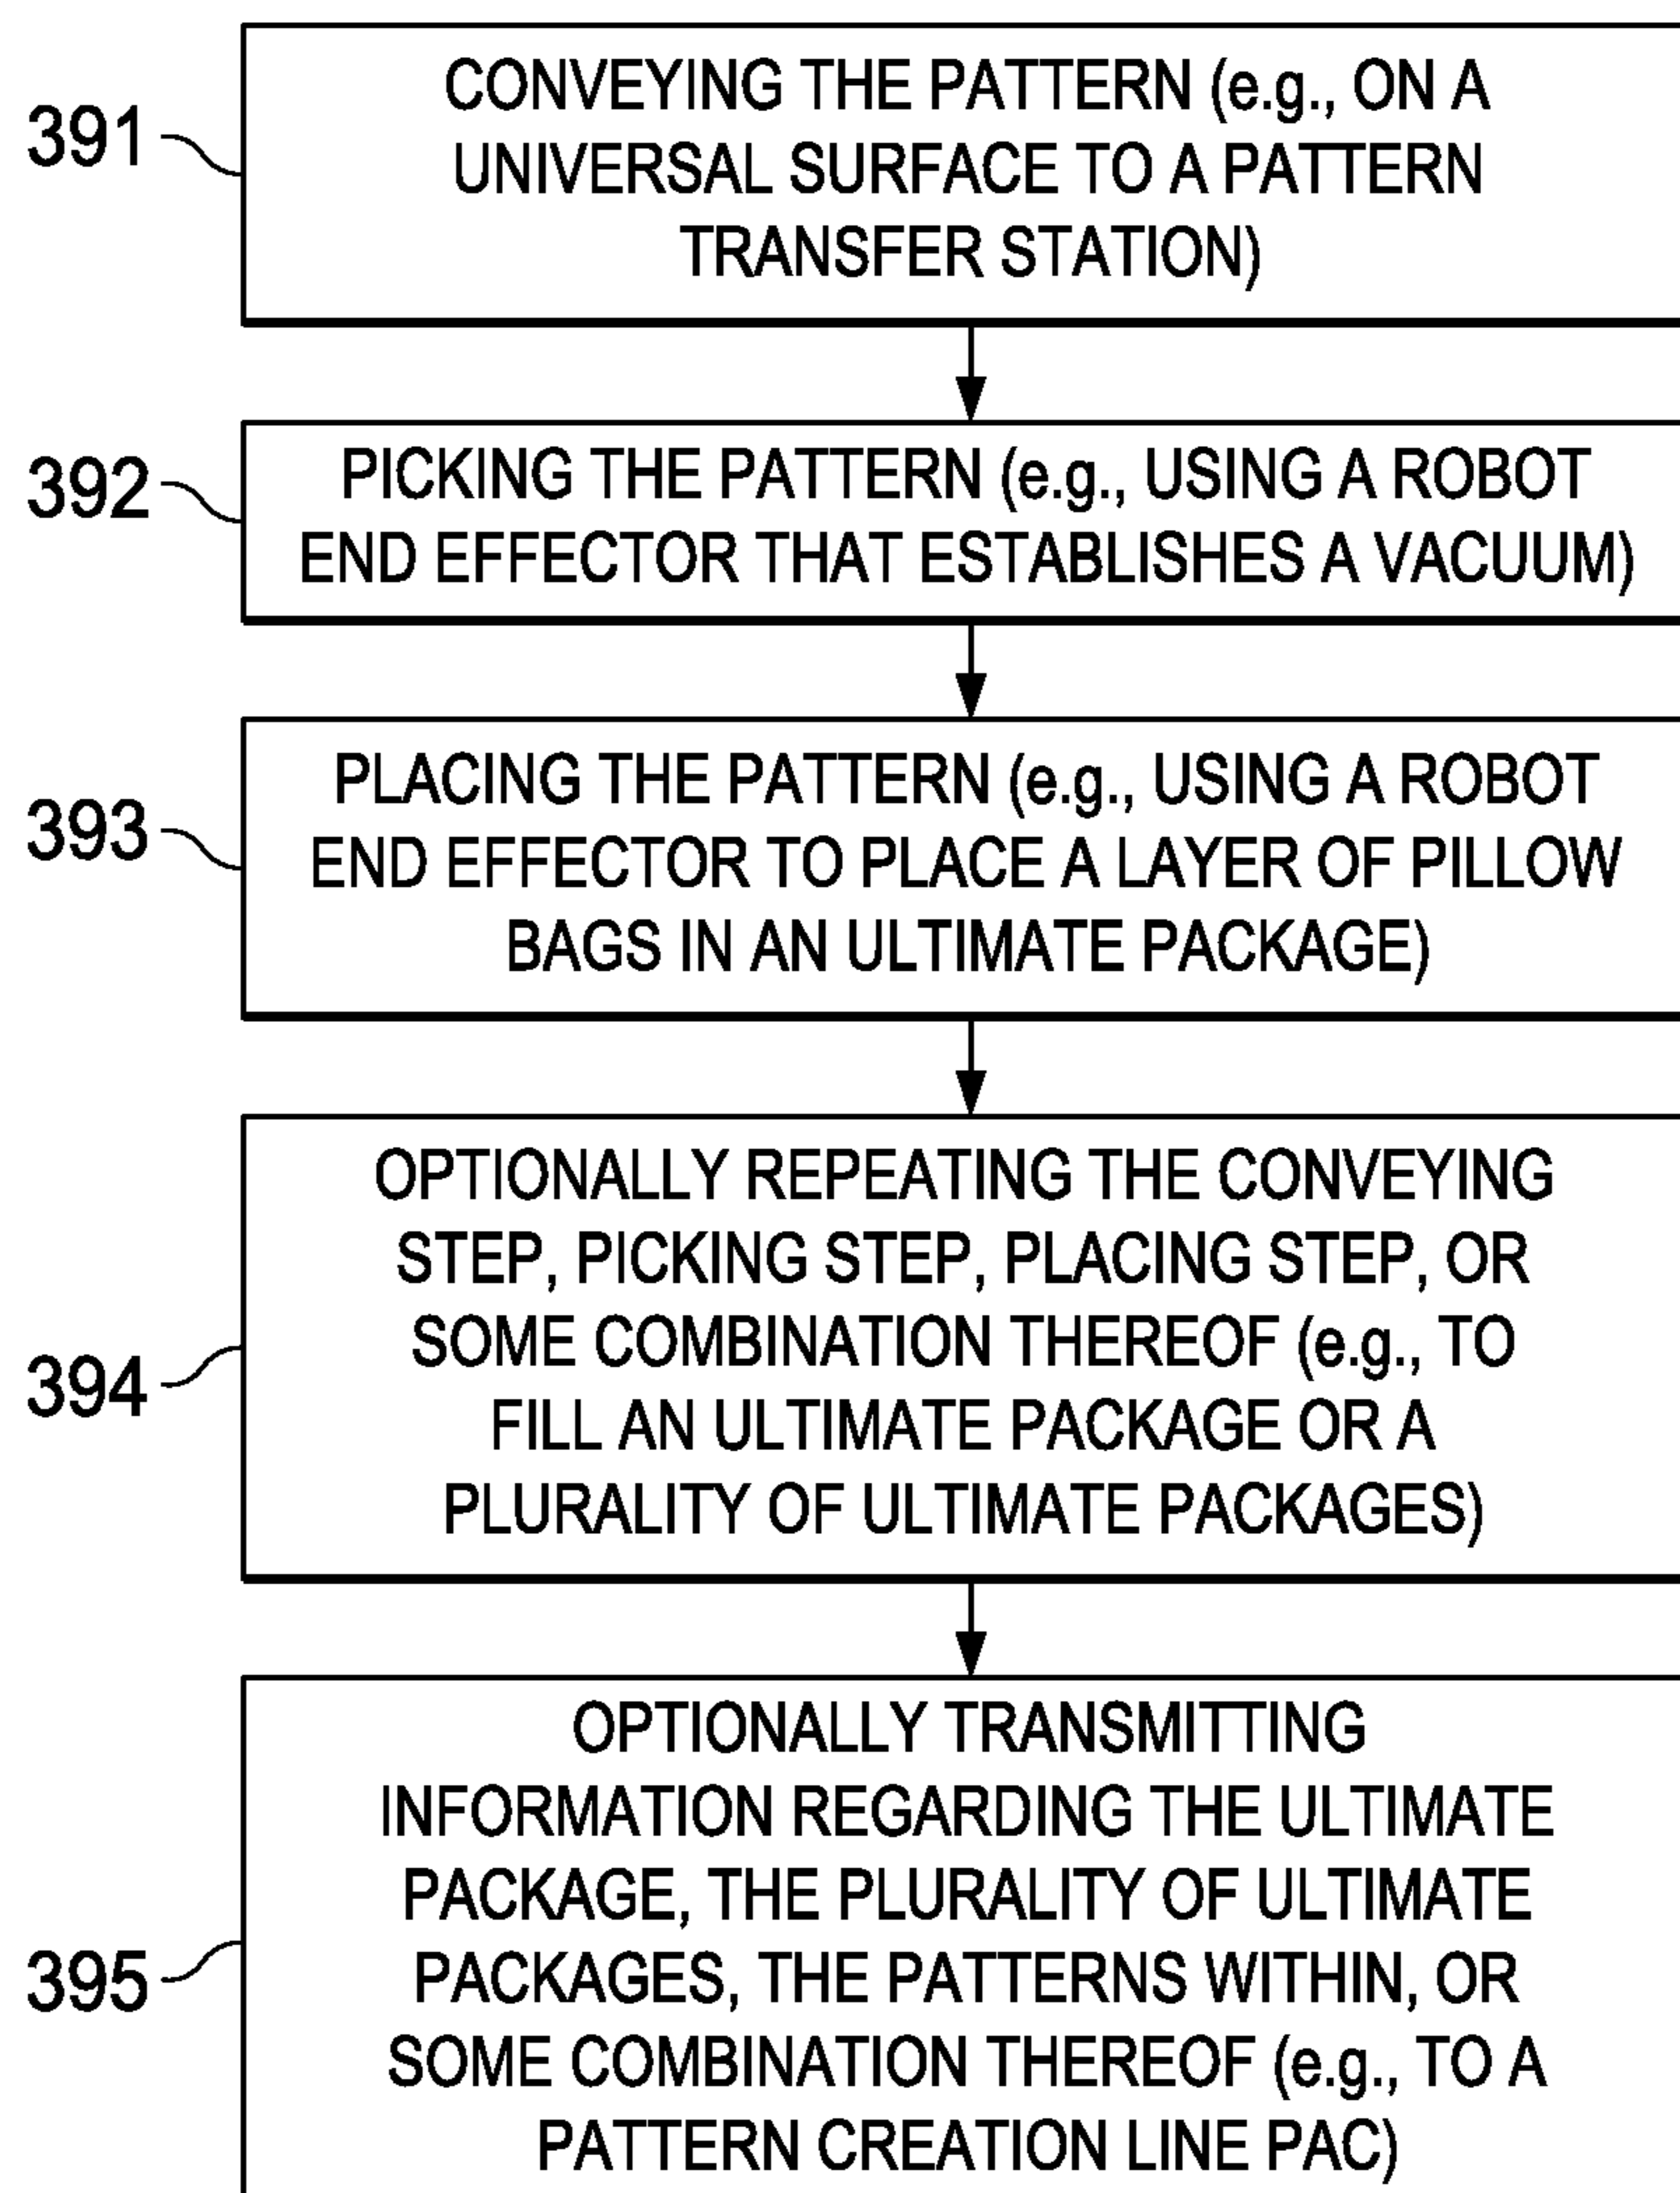 391
CONVEYING THE PATTERN (e.g., ON A
UNIVERSAL SURFACE TO A PATTERN
TRANSFER STATION)
392
PICKING THE PATTERN (e.g., USING A ROBOT
END EFFECTOR THAT ESTABLISHES A VACUUM)
393
PLACING THE PATTERN (e.g., USING A ROBOT
END EFFECTOR TO PLACE A LAYER OF PILLOW
BAGS IN AN ULTIMATE PACKAGE)
394
OPTIONALLY REPEATING THE CONVEYING
STEP, PICKING STEP, PLACING STEP, OR
SOME COMBINATION THEREOF (e.g., TO
FILL AN ULTIMATE PACKAGE OR A
PLURALITY OF ULTIMATE PACKAGES)
395
OPTIONALLY TRANSMITTING
INFORMATION REGARDING THE ULTIMATE
PACKAGE, THE PLURALITY OF ULTIMATE
PACKAGES, THE PATTERNS WITHIN, OR
SOME COMBINATION THEREOF (e.g., TO A
PATTERN CREATION LINE PAC)